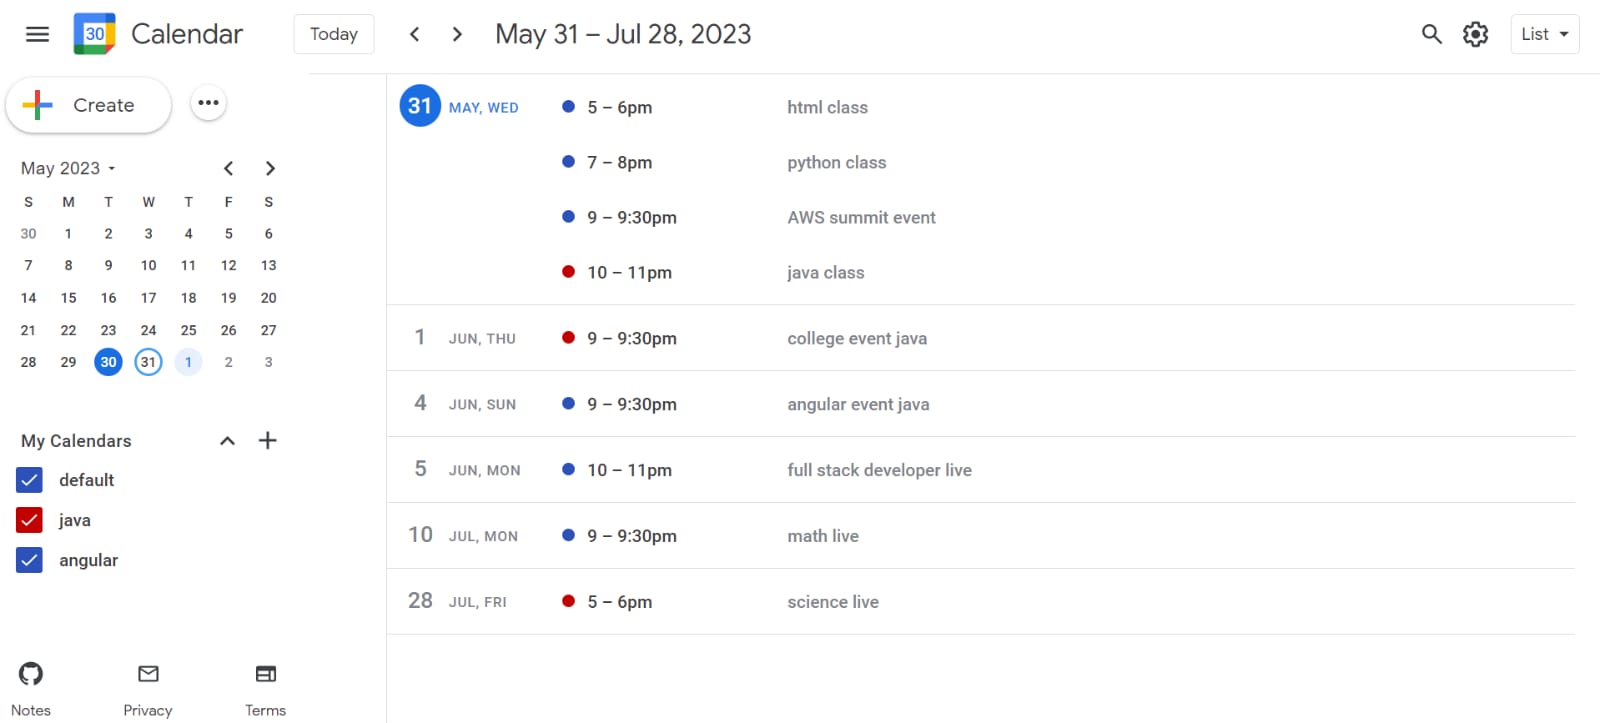 30 Calendar Today May 31 – Jul 28, 2023 List
Create
May 2023
S M T W T F S
30 1 2 3 4 5 6
7 8 9 10 11 12 13
14 15 16 17 18 19 20
21 22 23 24 25 26 27
28 29 30 31 1 2 3
My Calendars
default
java
angular
Notes Privacy Terms
31 MAY, WED 5 – 6pm html class
7 – 8pm python class
9 – 9:30pm AWS summit event
10 – 11pm java class
1 JUN, THU 9 – 9:30pm college event java
4 JUN, SUN 9 – 9:30pm angular event java
5 JUN, MON 10 – 11pm full stack developer live
10 JUL, MON 9 – 9:30pm math live
28 JUL, FRI 5 – 6pm science live